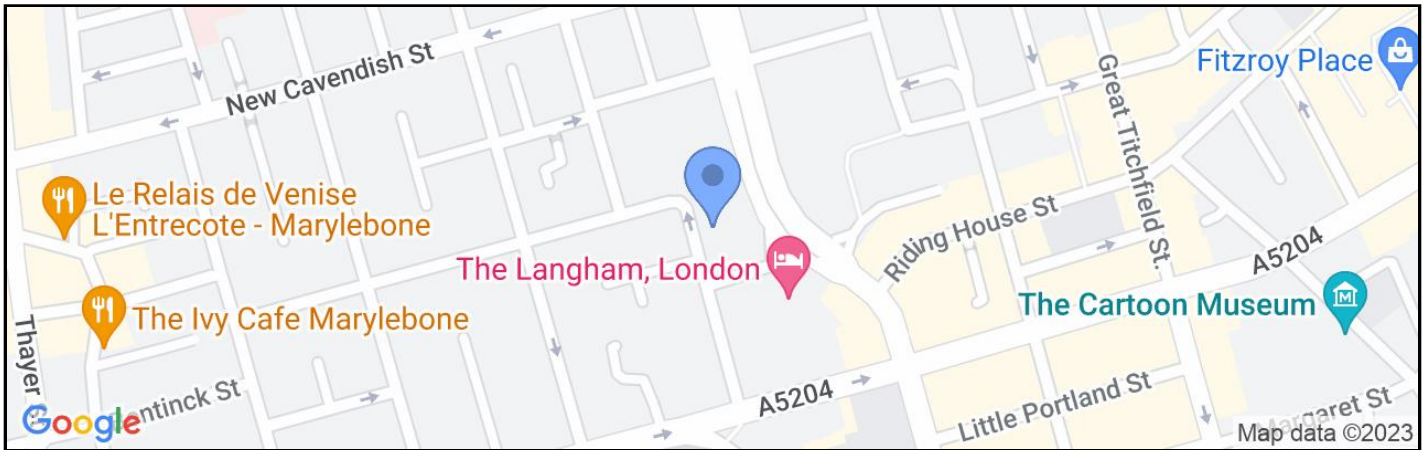 New Cavendish St
Fitzroy Place
Great Titchfield St.
Le Relais de Venise
L'Entrecote - Marylebone
Riding House St
A5204
The Langham, London
The Cartoon Museum
The Ivy Cafe Marylebone
Thayer
A5204
Little Portland St
Google
Map data ©2023